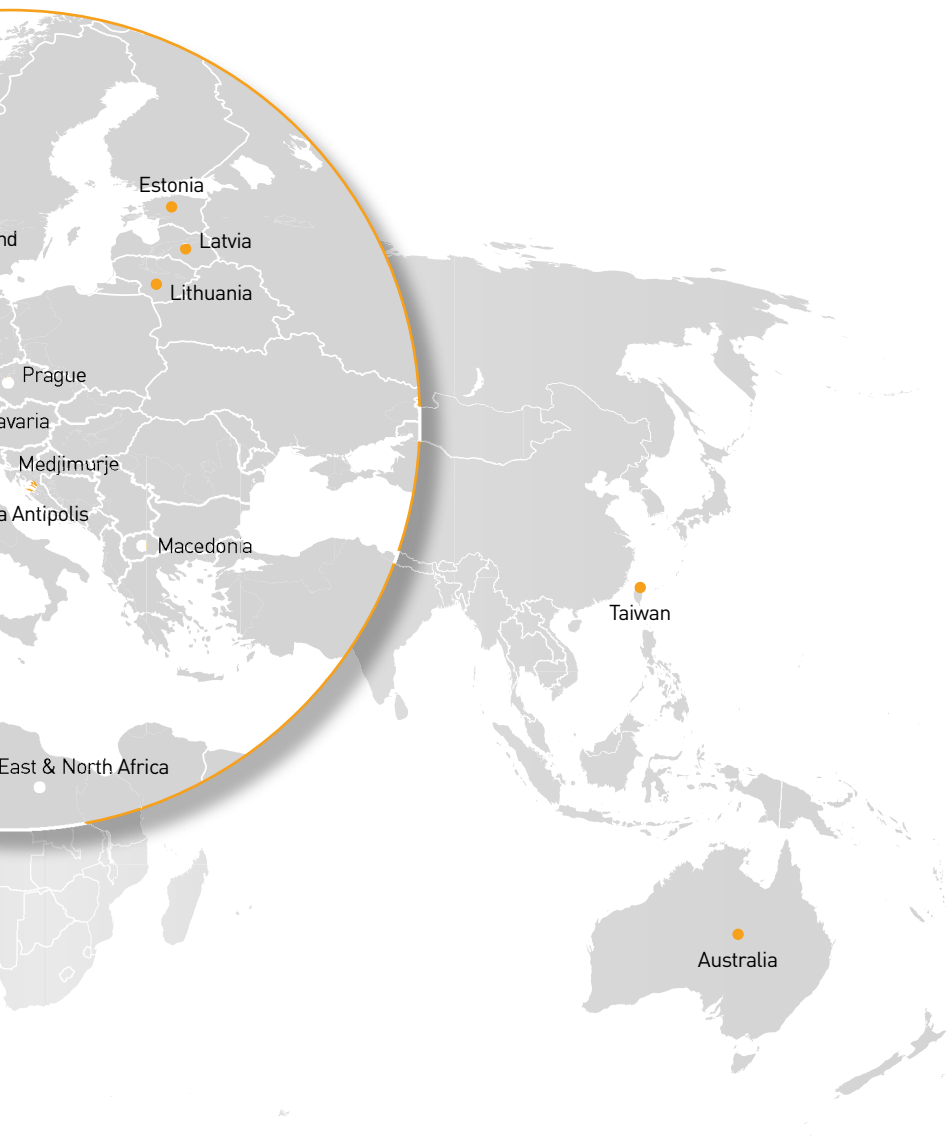 Estonia
nd
Latvia
Lithuania
Prague
avaria
Medjimurje
a Antipolis
Macedonia
Taiwan
East & North Africa
Australia